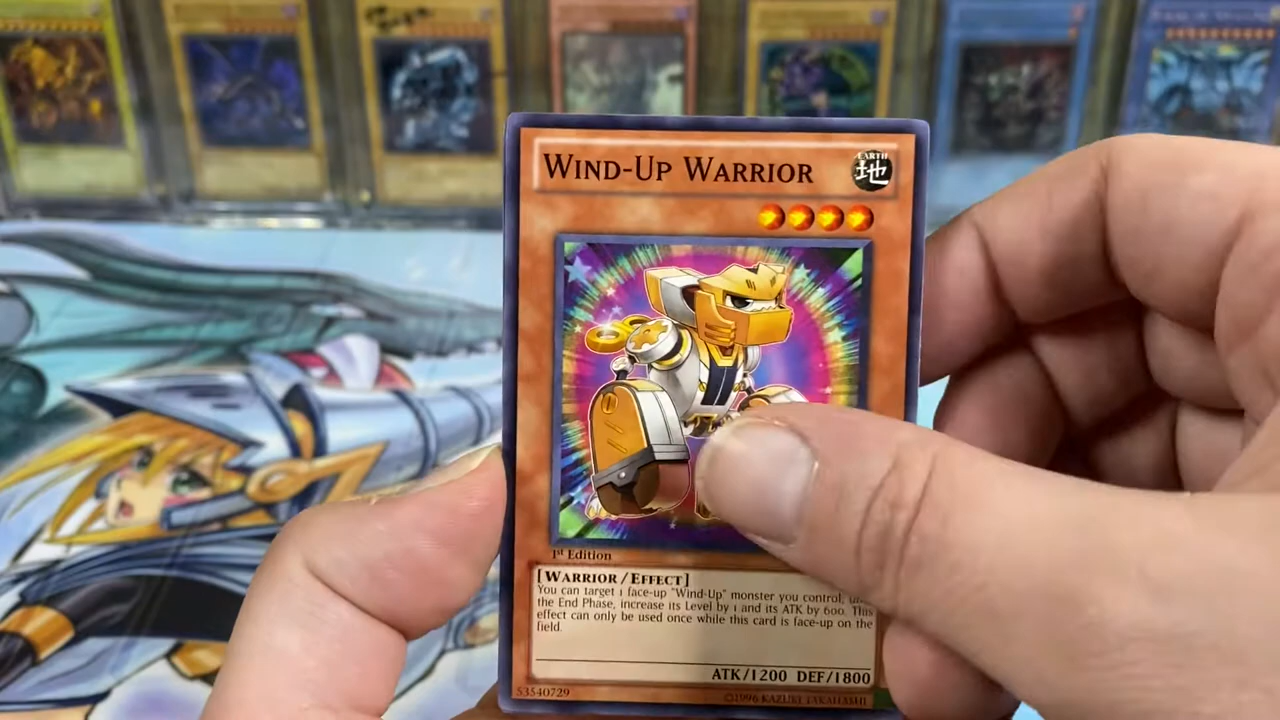 WIND-UP WARRIOR
EARTH
地
1st Edition
[WARRIOR/EFFECT]
You can target 1 face-up "Wind-Up" monster you control,
the End Phase, increase its Level by 1 and its ATK by 600. This
effect can only be used once while this card is face-up on the
field.
ATK/1200 DEF/1800
53540729
©1996 KAZUKI TAKAHASHI